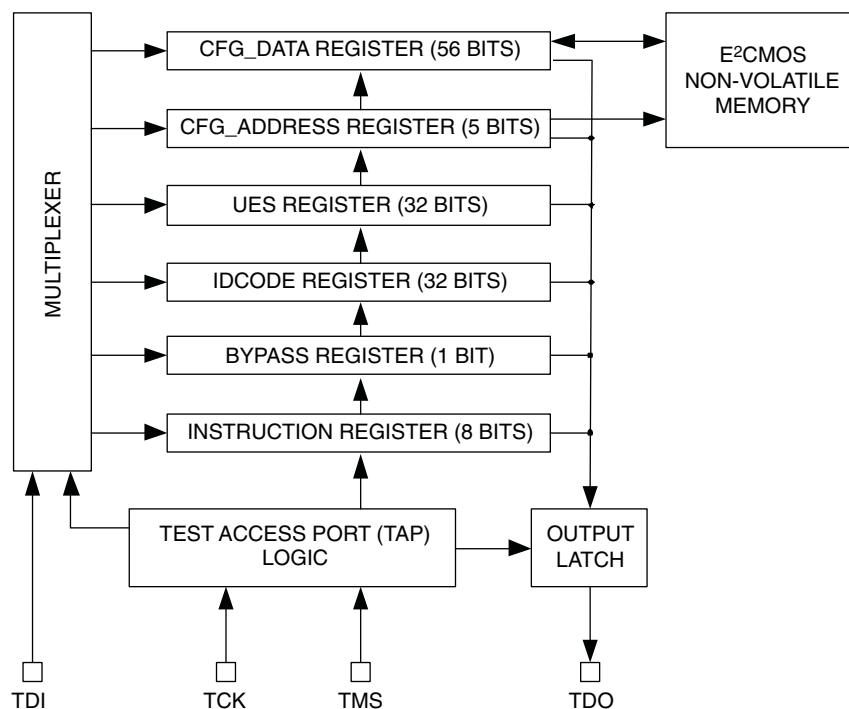 CFG_DATA REGISTER (56 BITS)
E²CMOS
NON-VOLATILE
MEMORY
CFG_ADDRESS REGISTER (5 BITS)
MULTIPLEXER
UES REGISTER (32 BITS)
IDCODE REGISTER (32 BITS)
BYPASS REGISTER (1 BIT)
INSTRUCTION REGISTER (8 BITS)
TEST ACCESS PORT (TAP)
LOGIC
OUTPUT
LATCH
TDI
TCK
TMS
TDO